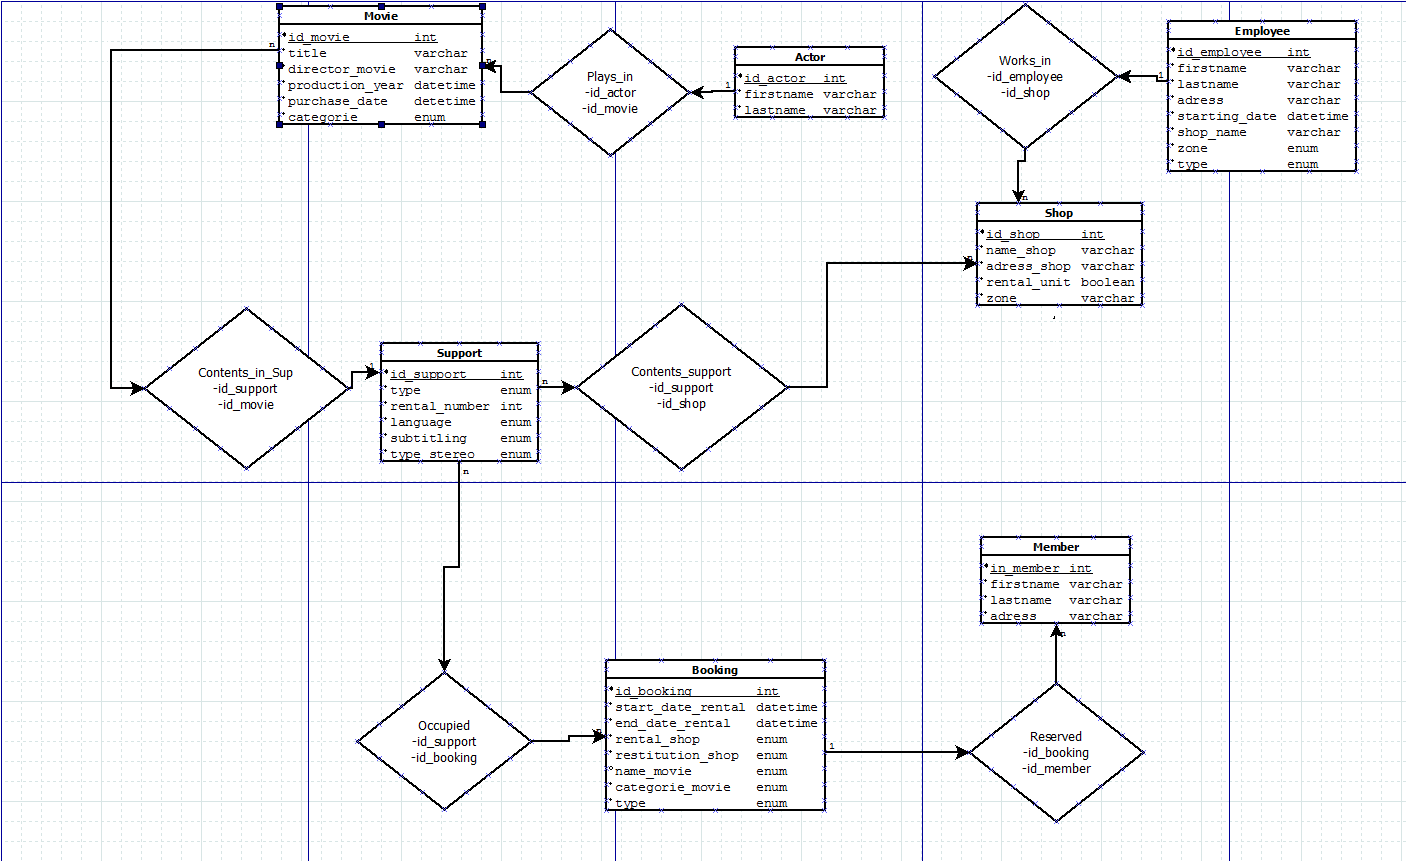 Movie
id_movie int
title varchar
director_movie varchar
production_year datetime
purchase_date detetime
categorie enum
n
n
Plays_in
-id_actor
-id_movie
1
Actor
id_actor int
firstname varchar
lastname varchar
Works_in
-id_employee
-id_shop
1
n
Employee
id_employee int
firstname varchar
lastname varchar
adress varchar
starting_date datetime
shop_name varchar
zone enum
type enum
Shop
id_shop int
name_shop varchar
adress_shop varchar
rental_unit boolean
zone varchar
n
Contents_in_Sup
-id_support
-id_movie
1
Support
id_support int
type enum
rental_number int
language enum
subtitling enum
type_stereo enum
n
n
Contents_support
-id_support
-id_shop
Member
in_member int
firstname varchar
lastname varchar
adress varchar
n
Occupied
-id_support
-id_booking
n
Booking
id_booking int
start_date_rental datetime
end_date_rental datetime
rental_shop enum
restitution_shop enum
name_movie enum
categorie_movie enum
type enum
1
Reserved
-id_booking
-id_member